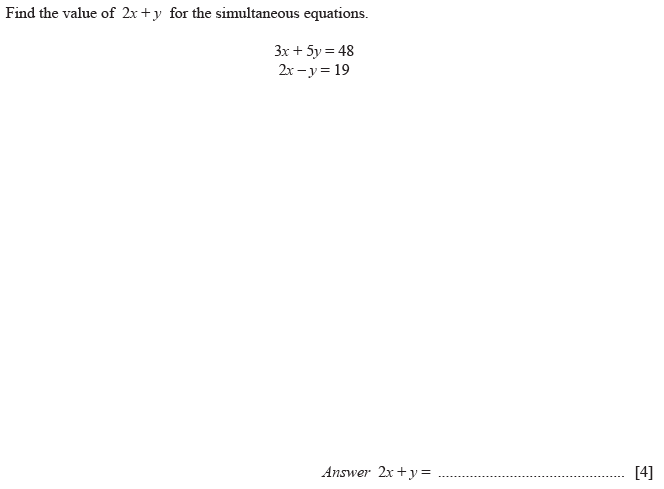 Find the value of 2x + y for the simultaneous equations.
3x + 5y = 48
2x – y = 19
Answer 2x + y = ............................................... [4]